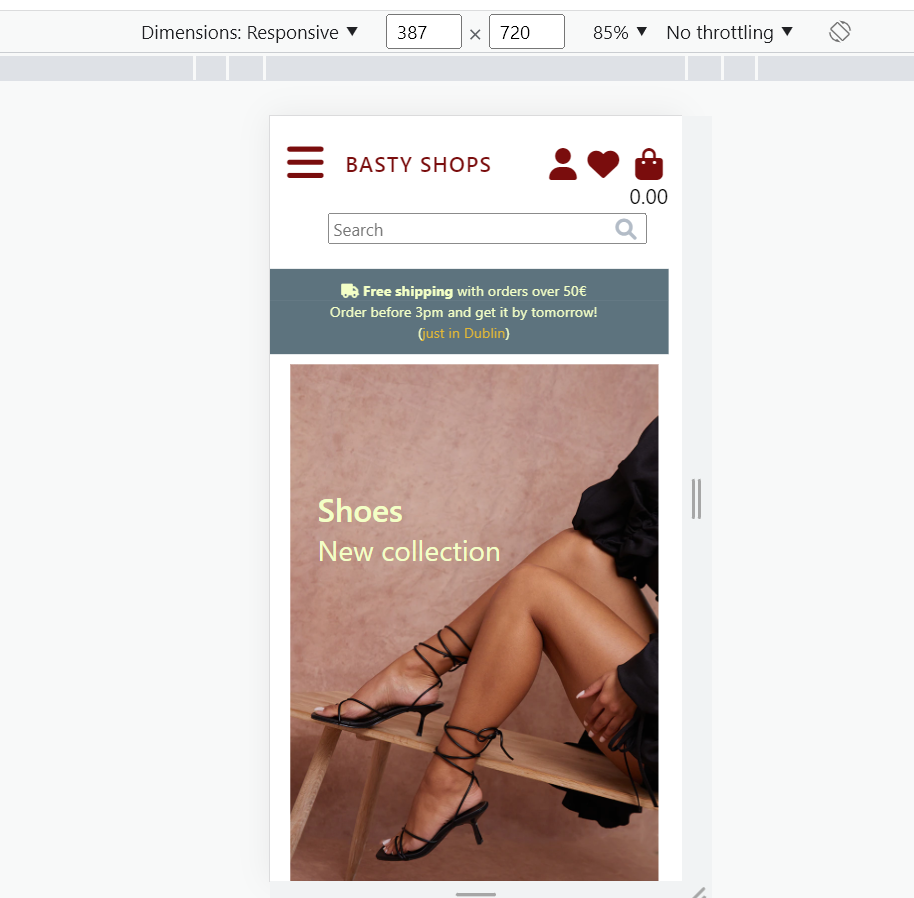 Dimensions: Responsive ▼ 387 × 720 85% ▼ No throttling ▼
BASTY SHOPS
0.00
Search
Free shipping with orders over 50€
Order before 3pm and get it by tomorrow!
(just in Dublin)
Shoes
New collection